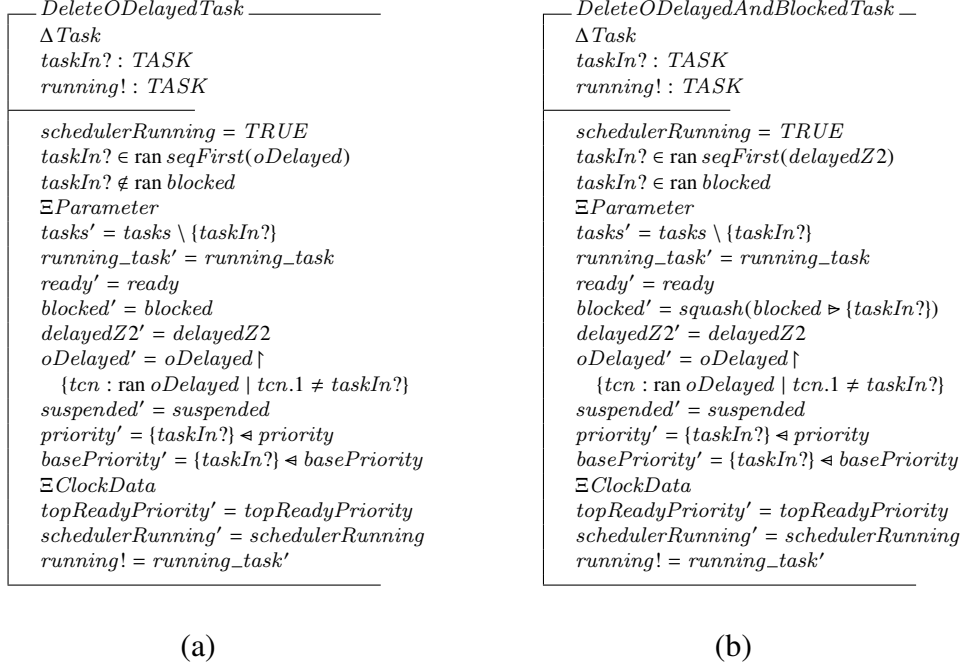 DeleteODelayedTask
ΔTask
taskIn? : TASK
running! : TASK
schedulerRunning = TRUE
taskIn? ∈ ran seqFirst(oDelayed)
taskIn? ∉ ran blocked
ΞParameter
tasks′ = tasks \ {taskIn?}
running_task′ = running_task
ready′ = ready
blocked′ = blocked
delayedZ2′ = delayedZ2
oDelayed′ = oDelayed↾
{tcn : ran oDelayed | tcn.1 ≠ taskIn?}
suspended′ = suspended
priority′ = {taskIn?} ⩤ priority
basePriority′ = {taskIn?} ⩤ basePriority
ΞClockData
topReadyPriority′ = topReadyPriority
schedulerRunning′ = schedulerRunning
running! = running_task′
(a)
DeleteODelayedAndBlockedTask
ΔTask
taskIn? : TASK
running! : TASK
schedulerRunning = TRUE
taskIn? ∈ ran seqFirst(delayedZ2)
taskIn? ∈ ran blocked
ΞParameter
tasks′ = tasks \ {taskIn?}
running_task′ = running_task
ready′ = ready
blocked′ = squash(blocked ⩥ {taskIn?})
delayedZ2′ = delayedZ2
oDelayed′ = oDelayed↾
{tcn : ran oDelayed | tcn.1 ≠ taskIn?}
suspended′ = suspended
priority′ = {taskIn?} ⩤ priority
basePriority′ = {taskIn?} ⩤ basePriority
ΞClockData
topReadyPriority′ = topReadyPriority
schedulerRunning′ = schedulerRunning
running! = running_task′
(b)